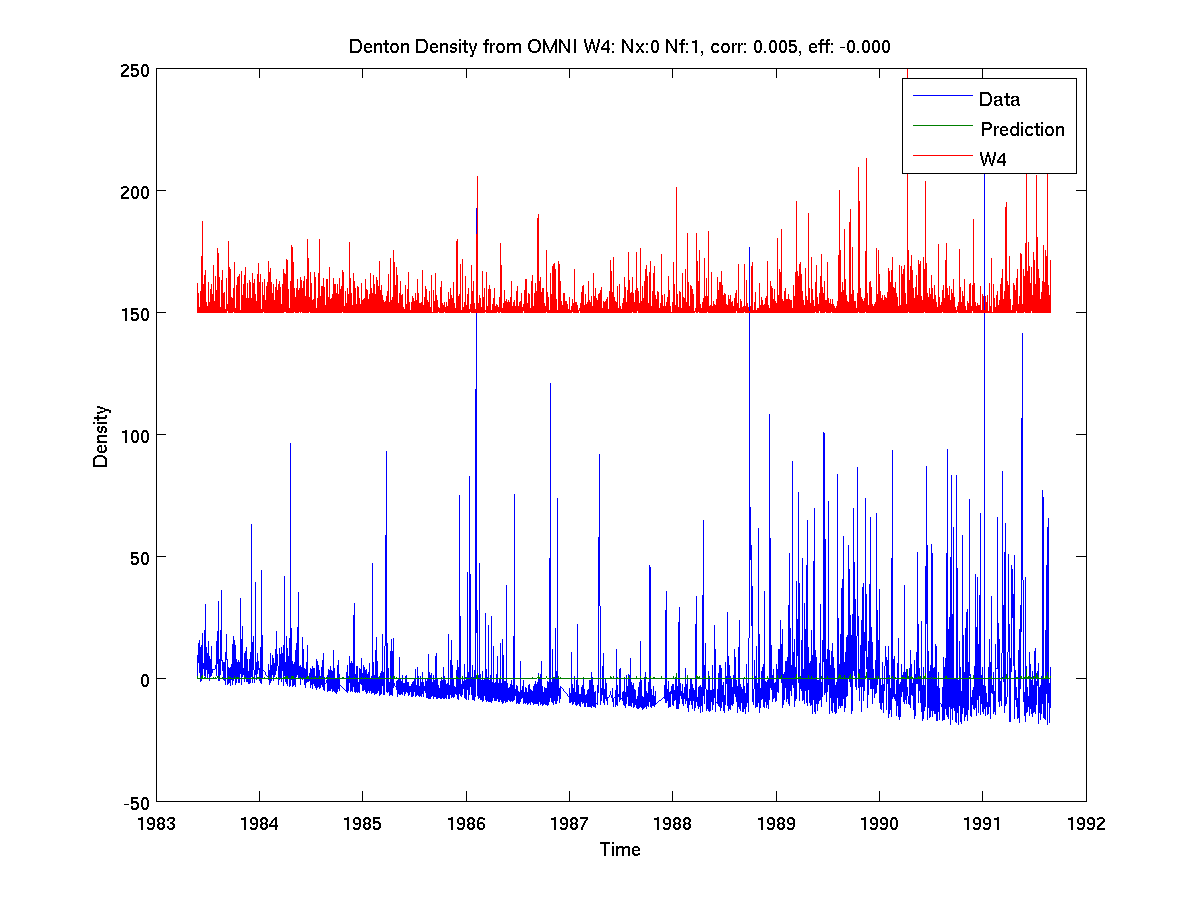 Denton Density from OMNI W4: Nx:0 Nf:1, corr: 0.005, eff: -0.000
250
200
150
100
50
0
-50
Density
Data
Prediction
W4
1983 1984 1985 1986 1987 1988 1989 1990 1991 1992
Time